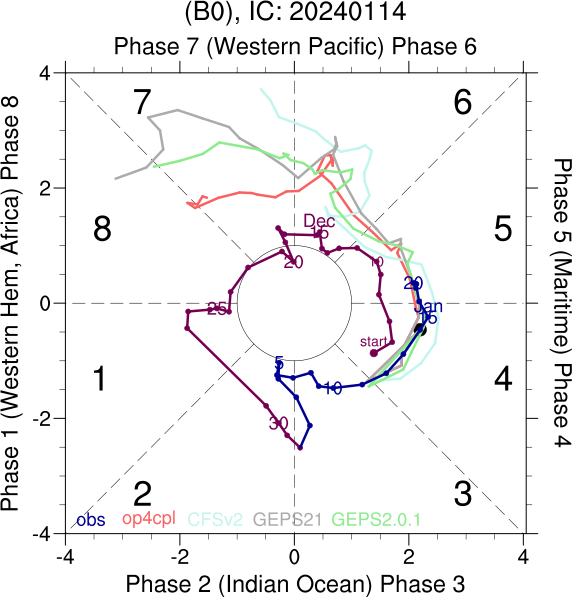 (B0), IC: 20240114
Phase 7 (Western Pacific) Phase 6
4
7
6
Phase 1 (Western Hem, Africa) Phase 8
Phase 5 (Maritime) Phase 4
2
8
Dec
15
5
20
10
20
0
25
Jan
15
start
5
1
10
4
-2
30
2
3
obs
op4cpl
CFSv2
GEPS21
GEPS2.0.1
-4
-4
-2
0
2
4
Phase 2 (Indian Ocean) Phase 3